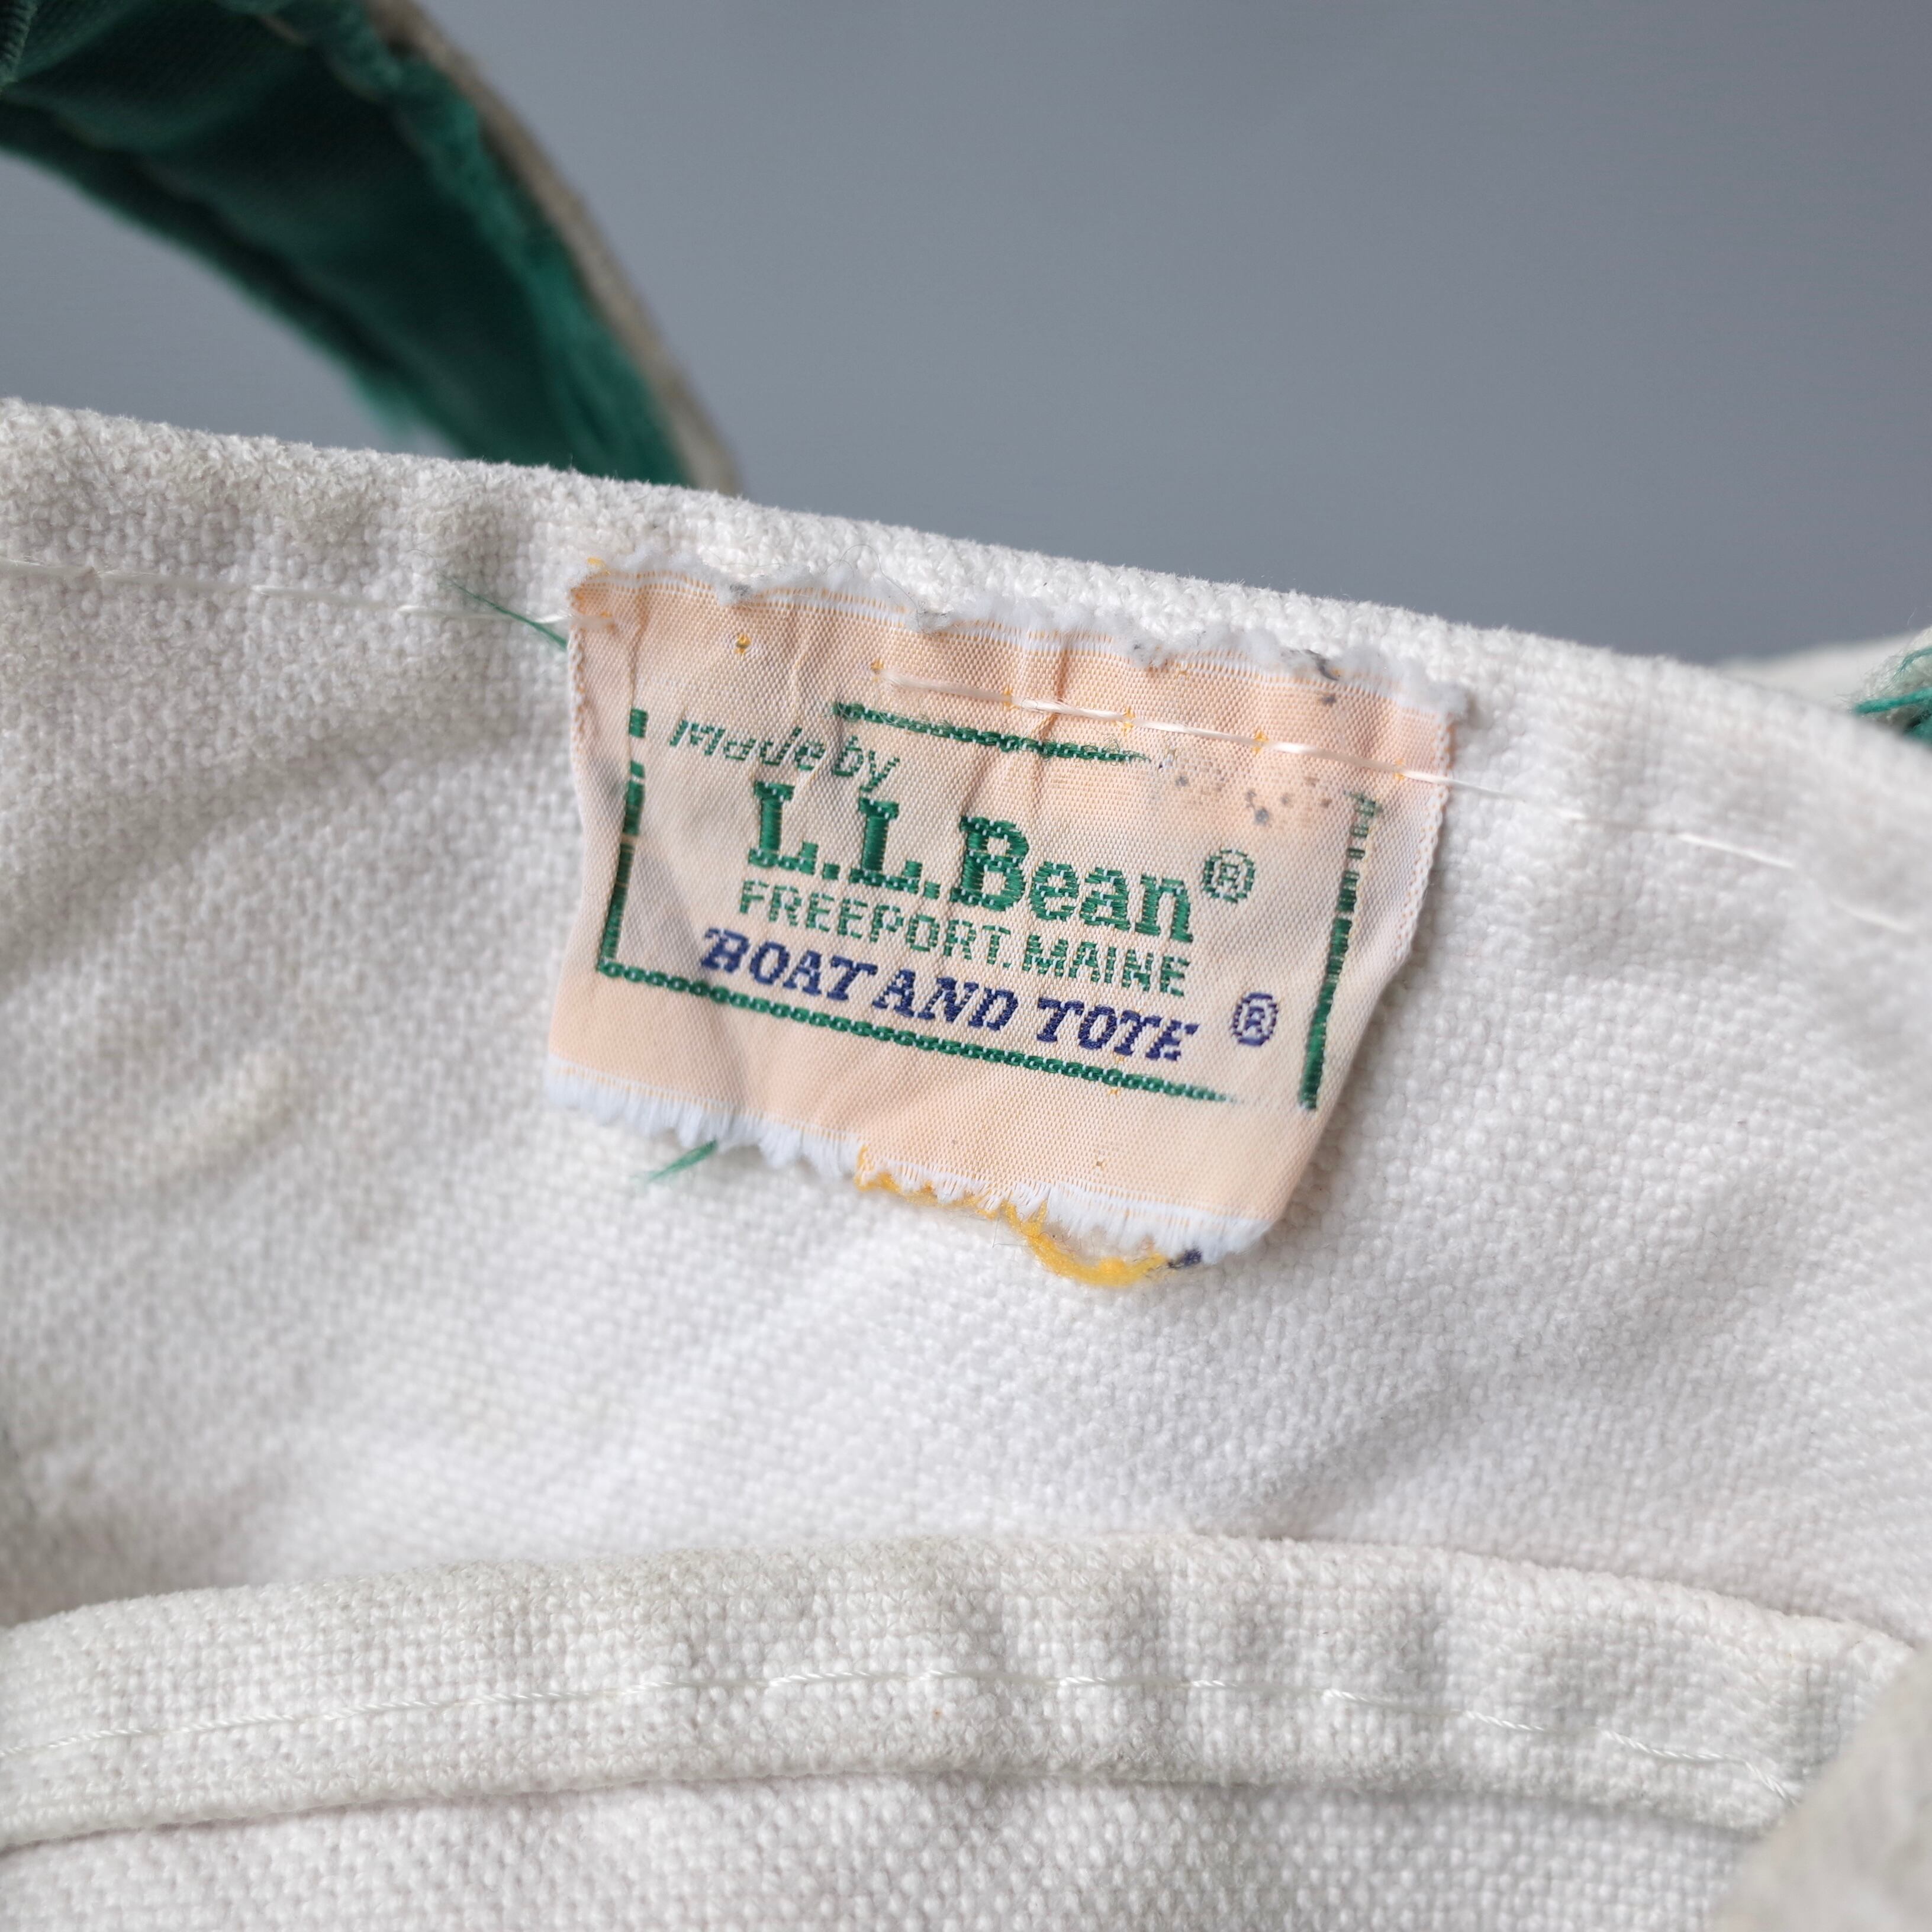 Made by
L.L.Bean®
FREEPORT. MAINE
BOAT AND TOTE ®